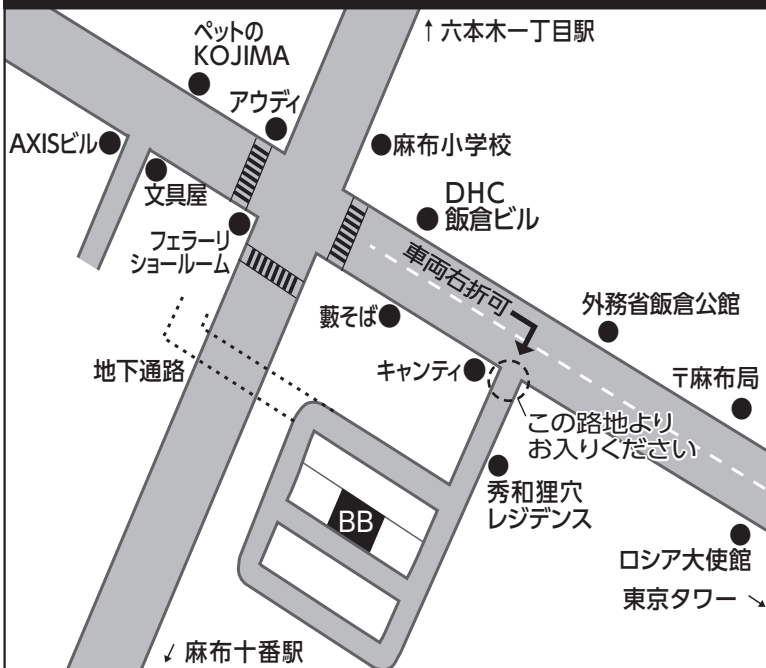 ペットの
KOJIMA
↑ 六本木一丁目駅
アウディ
AXISビル
麻布小学校
文具屋
DHC
飯倉ビル
フェラーリ
ショールーム
車両右折可
藪そば
外務省飯倉公館
地下通路
キャンティ
〒麻布局
この路地より
お入りください
秀和狸穴
レジデンス
BB
ロシア大使館
東京タワー ↘
↙ 麻布十番駅